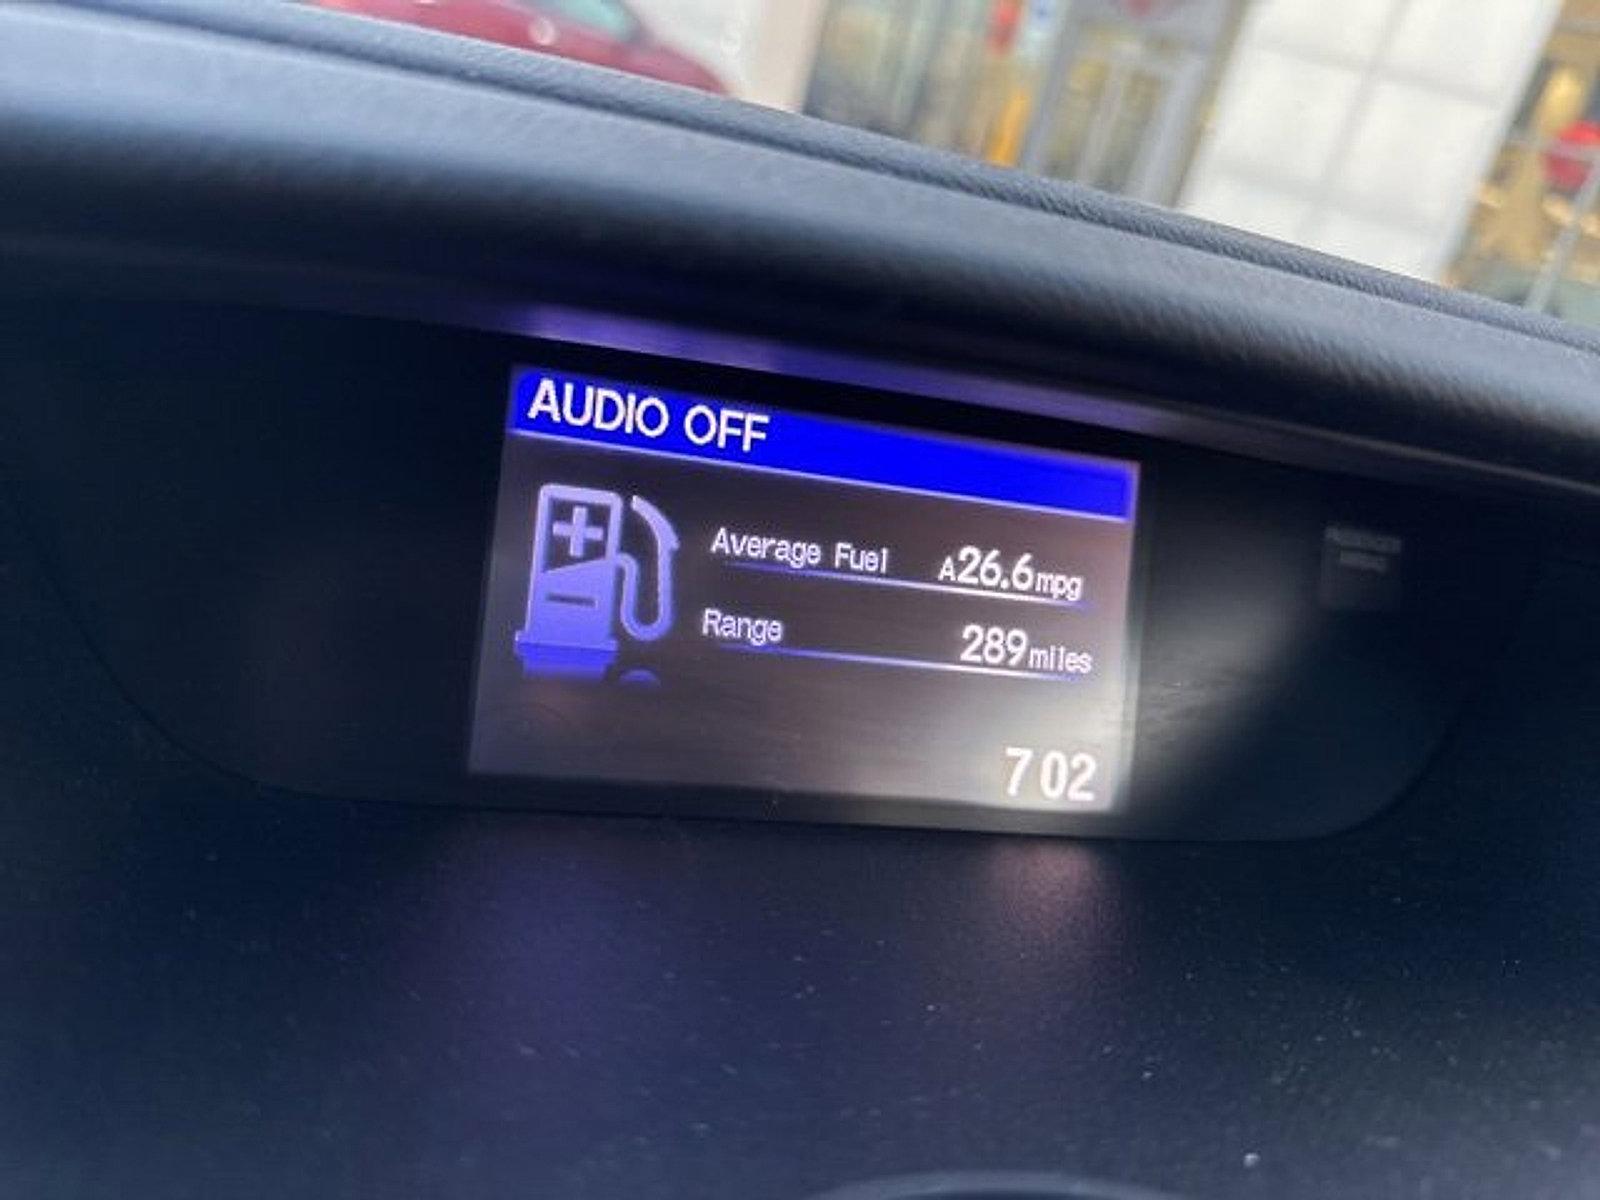 AUDIO OFF
Average Fuel A26.6mpg
Range 289miles
7 02